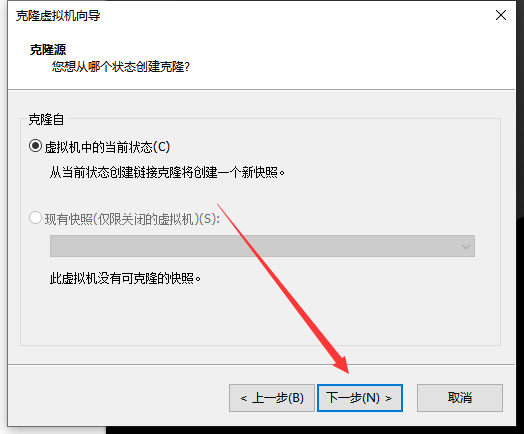 克隆虚拟机向导
克隆源
您想从哪个状态创建克隆?
克隆自
虚拟机中的当前状态(C)
从当前状态创建链接克隆将创建一个新快照。
现有快照(仅限关闭的虚拟机)(S):
此虚拟机没有可克隆的快照。
< 上一步(B) 下一步(N) > 取消